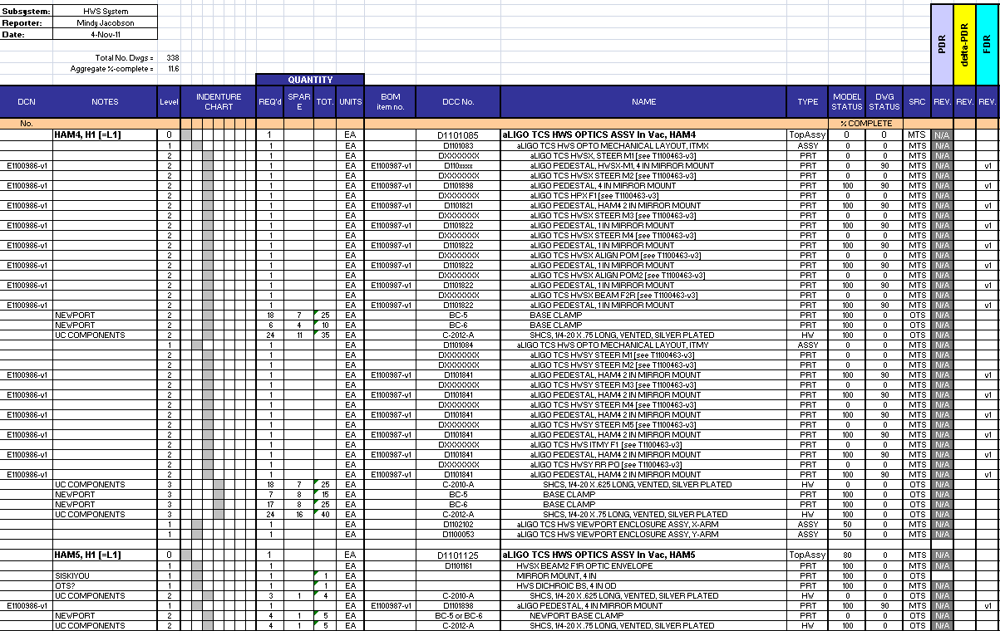 Subsystem: HWS System
Reporter: Mindy Jacobson
Date: 4-Nov-11
PDR delta-PDR FDR
Total No. Dwgs = 338
Aggregate %-complete = 11.6
QUANTITY
DCN NOTES Level INDENTURE CHART REQ'd SPARE TOT. UNITS BOM item no. DCC No. NAME TYPE MODEL STATUS DWG STATUS SRC REV. REV. REV.
No. % COMPLETE
HAM4, H1 [=L1] 0 1 EA D1101085 aLIGO TCS HWS OPTICS ASSY In Vac, HAM4 TopAssy 0 0 MTS N/A
1 1 EA D1101083 aLIGO TCS HWS OPTO MECHANICAL LAYOUT, ITMX ASSY 0 0 MTS N/A
2 1 EA DXXXXXXX aLIGO TCS HWSX, STEER M1 [see T1100463-v3] PRT 0 0 MTS N/A
E1100986-v1 2 1 EA E1100987-v1 D110xxxx aLIGO PEDESTAL, HWSX-M1, 4 IN MIRROR MOUNT PRT 0 90 MTS N/A v1
2 1 EA DXXXXXXX aLIGO TCS HWSX STEER M2 [see T1100463-v3] PRT 0 0 MTS N/A
E1100986-v1 2 1 EA E1100987-v1 D1101898 aLIGO PEDESTAL, 4 IN MIRROR MOUNT PRT 100 90 MTS N/A v1
2 1 EA DXXXXXXX aLIGO TCS HPX F1 [see T1100463-v3] PRT 0 0 MTS N/A
E1100986-v1 2 1 EA E1100987-v1 D1101821 aLIGO PEDESTAL, HAM4 2 IN MIRROR MOUNT PRT 100 90 MTS N/A v1
2 1 EA DXXXXXXX aLIGO TCS HWSX STEER M3 [see T1100463-v3] PRT 0 0 MTS N/A
E1100986-v1 2 1 EA E1100987-v1 D1101822 aLIGO PEDESTAL, 1 IN MIRROR MOUNT PRT 100 90 MTS N/A v1
2 1 EA DXXXXXXX aLIGO TCS HWSX STEER M4 [see T1100463-v3] PRT 0 0 MTS N/A
E1100986-v1 2 1 EA E1100987-v1 D1101822 aLIGO PEDESTAL, 1 IN MIRROR MOUNT PRT 100 90 MTS N/A v1
2 1 EA DXXXXXXX aLIGO TCS HWSX ALIGN POM [see T1100463-v3] PRT 0 0 MTS N/A
E1100986-v1 2 1 EA E1100987-v1 D1101822 aLIGO PEDESTAL, 1 IN MIRROR MOUNT PRT 100 90 MTS N/A v1
2 1 EA DXXXXXXX aLIGO TCS HWSX ALIGN POM2 [see T1100463-v3] PRT 0 0 MTS N/A
E1100986-v1 2 1 EA E1100987-v1 D1101822 aLIGO PEDESTAL, 1 IN MIRROR MOUNT PRT 100 90 MTS N/A v1
2 1 EA DXXXXXXX aLIGO TCS HWSX BEAM F2R [see T1100463-v3] PRT 0 0 MTS N/A
E1100986-v1 2 1 EA E1100987-v1 D1101822 aLIGO PEDESTAL, 1 IN MIRROR MOUNT PRT 100 90 MTS N/A v1
NEWPORT 2 18 7 25 EA BC-5 BASE CLAMP PRT 100 0 OTS N/A
NEWPORT 2 6 4 10 EA BC-6 BASE CLAMP PRT 100 0 OTS N/A
UC COMPONENTS 2 24 11 35 EA C-2012-A SHCS, 1/4-20 X .75 LONG, VENTED, SILVER PLATED HW 100 0 OTS N/A
1 1 EA D1101084 aLIGO TCS HWS OPTO MECHANICAL LAYOUT, ITMY ASSY 0 0 MTS N/A
2 1 EA DXXXXXXX aLIGO TCS HWSY STEER M1 [see T1100463-v3] PRT 0 0 MTS N/A
2 1 EA DXXXXXXX aLIGO TCS HWSY STEER M2 [see T1100463-v3] PRT 0 0 MTS N/A
E1100986-v1 2 1 EA E1100987-v1 D1101841 aLIGO PEDESTAL, HAM4 2 IN MIRROR MOUNT PRT 100 90 MTS N/A v1
2 1 EA DXXXXXXX aLIGO TCS HWSY STEER M3 [see T1100463-v3] PRT 0 0 MTS N/A
E1100986-v1 2 1 EA E1100987-v1 D1101841 aLIGO PEDESTAL, HAM4 2 IN MIRROR MOUNT PRT 100 90 MTS N/A v1
2 1 EA DXXXXXXX aLIGO TCS HWSY STEER M4 [see T1100463-v3] PRT 0 0 MTS N/A
E1100986-v1 2 1 EA E1100987-v1 D1101841 aLIGO PEDESTAL, HAM4 2 IN MIRROR MOUNT PRT 100 90 MTS N/A v1
2 1 EA DXXXXXXX aLIGO TCS HWSY STEER M5 [see T1100463-v3] PRT 0 0 MTS N/A
E1100986-v1 2 1 EA E1100987-v1 D1101841 aLIGO PEDESTAL, HAM4 2 IN MIRROR MOUNT PRT 100 90 MTS N/A v1
2 1 EA DXXXXXXX aLIGO TCS HWS ITMY F1 [see T1100463-v3] PRT 0 0 MTS N/A
E1100986-v1 2 1 EA E1100987-v1 D1101841 aLIGO PEDESTAL, HAM4 2 IN MIRROR MOUNT PRT 100 90 MTS N/A v1
2 1 EA DXXXXXXX aLIGO TCS HWSY RR PO [see T1100463-v3] PRT 0 0 MTS N/A
E1100986-v1 2 1 EA E1100987-v1 D1101841 aLIGO PEDESTAL, HAM4 2 IN MIRROR MOUNT PRT 100 90 MTS N/A v1
UC COMPONENTS 3 18 7 25 EA C-2010-A SHCS, 1/4-20 X .625 LONG, VENTED, SILVER PLATED HW 100 0 OTS N/A
NEWPORT 3 7 8 15 EA BC-5 BASE CLAMP PRT 100 0 OTS N/A
NEWPORT 3 17 8 25 EA BC-6 BASE CLAMP PRT 100 0 OTS N/A
UC COMPONENTS 3 24 16 40 EA C-2012-A SHCS, 1/4-20 X .75 LONG, VENTED, SILVER PLATED HW 100 0 OTS N/A
1 1 EA D1102102 aLIGO TCS HWS VIEWPORT ENCLOSURE ASSY, X-ARM ASSY 50 0 MTS N/A
1 1 EA D1100053 aLIGO TCS HWS VIEWPORT ENCLOSURE ASSY, Y-ARM ASSY 50 0 MTS N/A
HAM5, H1 [=L1] 0 1 EA D1101125 aLIGO TCS HWS OPTICS ASSY In Vac, HAM5 TopAssy 80 0 MTS N/A
1 1 EA D1101161 HWSX BEAM2 F1R OPTIC ENVELOPE PRT 100 0 MTS N/A
SISKIYOU 1 1 EA MIRROR MOUNT, 4 IN PRT 100 0 OTS
OTS? 1 1 EA HWS DICHROIC BS, 4 IN OD PRT 100 0 MTS N/A
UC COMPONENTS 2 3 1 4 EA C-2010-A SHCS, 1/4-20 X .625 LONG, VENTED, SILVER PLATED HW 0 0 OTS N/A
E1100986-v1 1 1 EA E1100987-v1 D1101898 aLIGO PEDESTAL, 4 IN MIRROR MOUNT PRT 100 90 MTS N/A v1
NEWPORT 2 4 1 5 EA BC-5 or BC-6 NEWPORT BASE CLAMP PRT 0 0 OTS N/A
UC COMPONENTS 2 4 1 5 EA C-2012-A SHCS, 1/4-20 X .75 LONG, VENTED, SILVER PLATED HW 100 0 OTS N/A